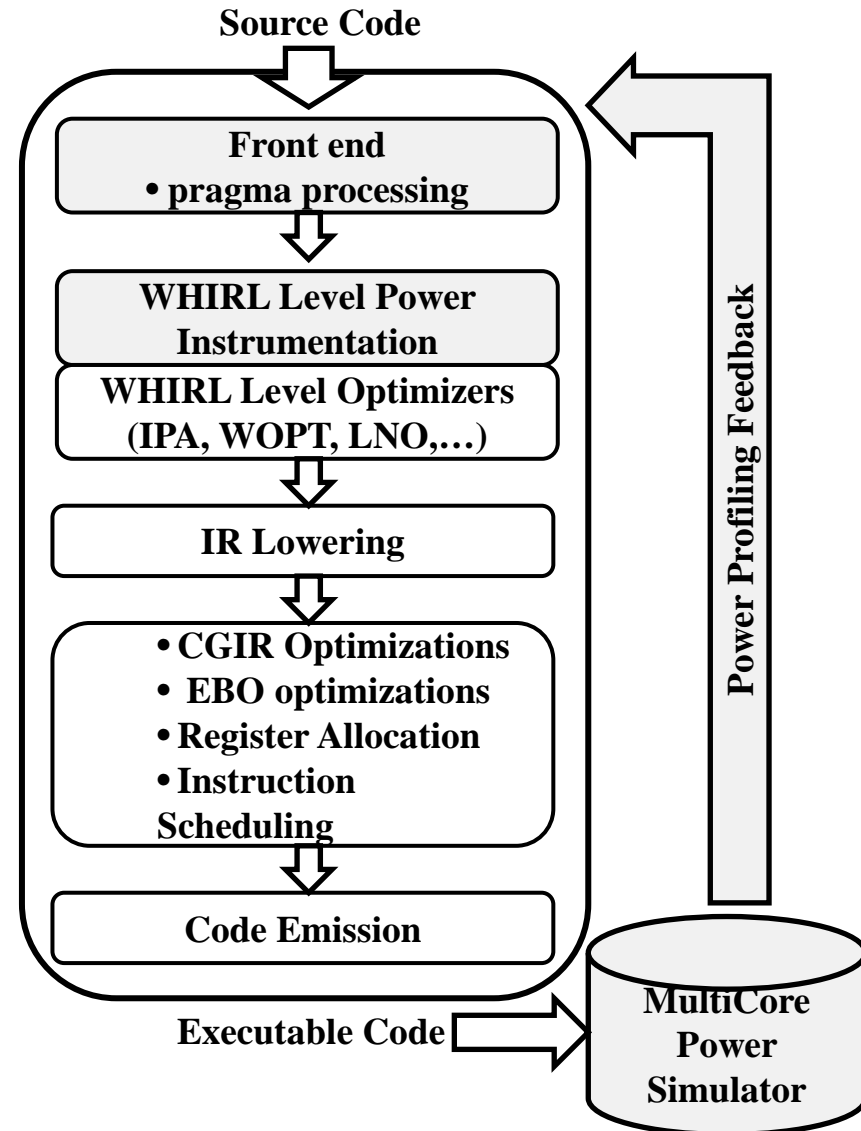 Source Code
Front end
• pragma processing
WHIRL Level Power
Instrumentation
WHIRL Level Optimizers
(IPA, WOPT, LNO,…)
IR Lowering
• CGIR Optimizations
• EBO optimizations
• Register Allocation
• Instruction
Scheduling
Code Emission
Executable Code
MultiCore
Power
Simulator
Power Profiling Feedback